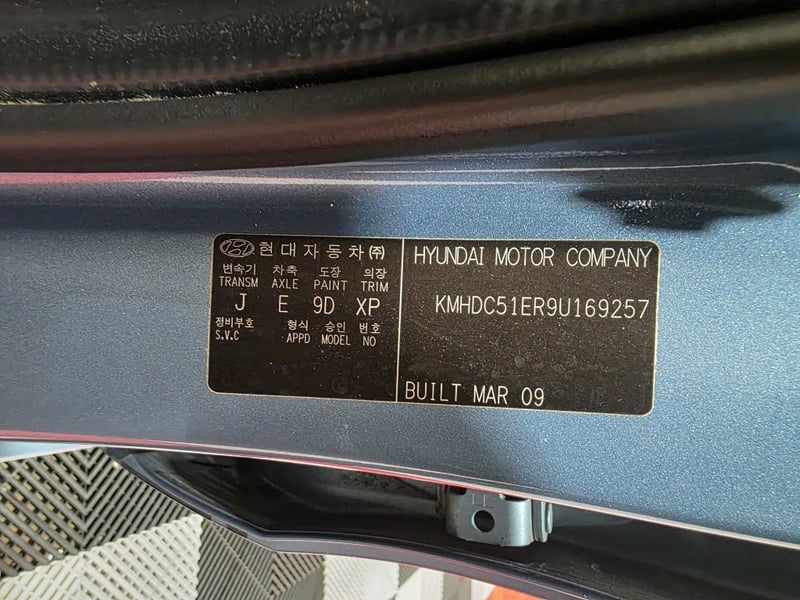 현대자동차㈜
변속기 차축 도장 의장
TRANSM AXLE PAINT TRIM
J E 9D XP
정비부호 형식 승인 번호
S.V.C APPD MODEL NO
HYUNDAI MOTOR COMPANY
KMHDC51ER9U169257
BUILT MAR 09